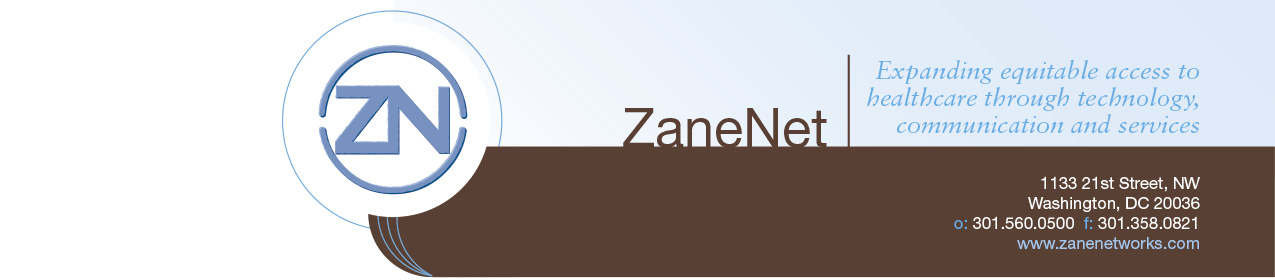 ZN
ZaneNet
Expanding equitable access to
healthcare through technology,
communication and services
1133 21st Street, NW
Washington, DC 20036
o: 301.560.0500 f: 301.358.0821
www.zanenetworks.com